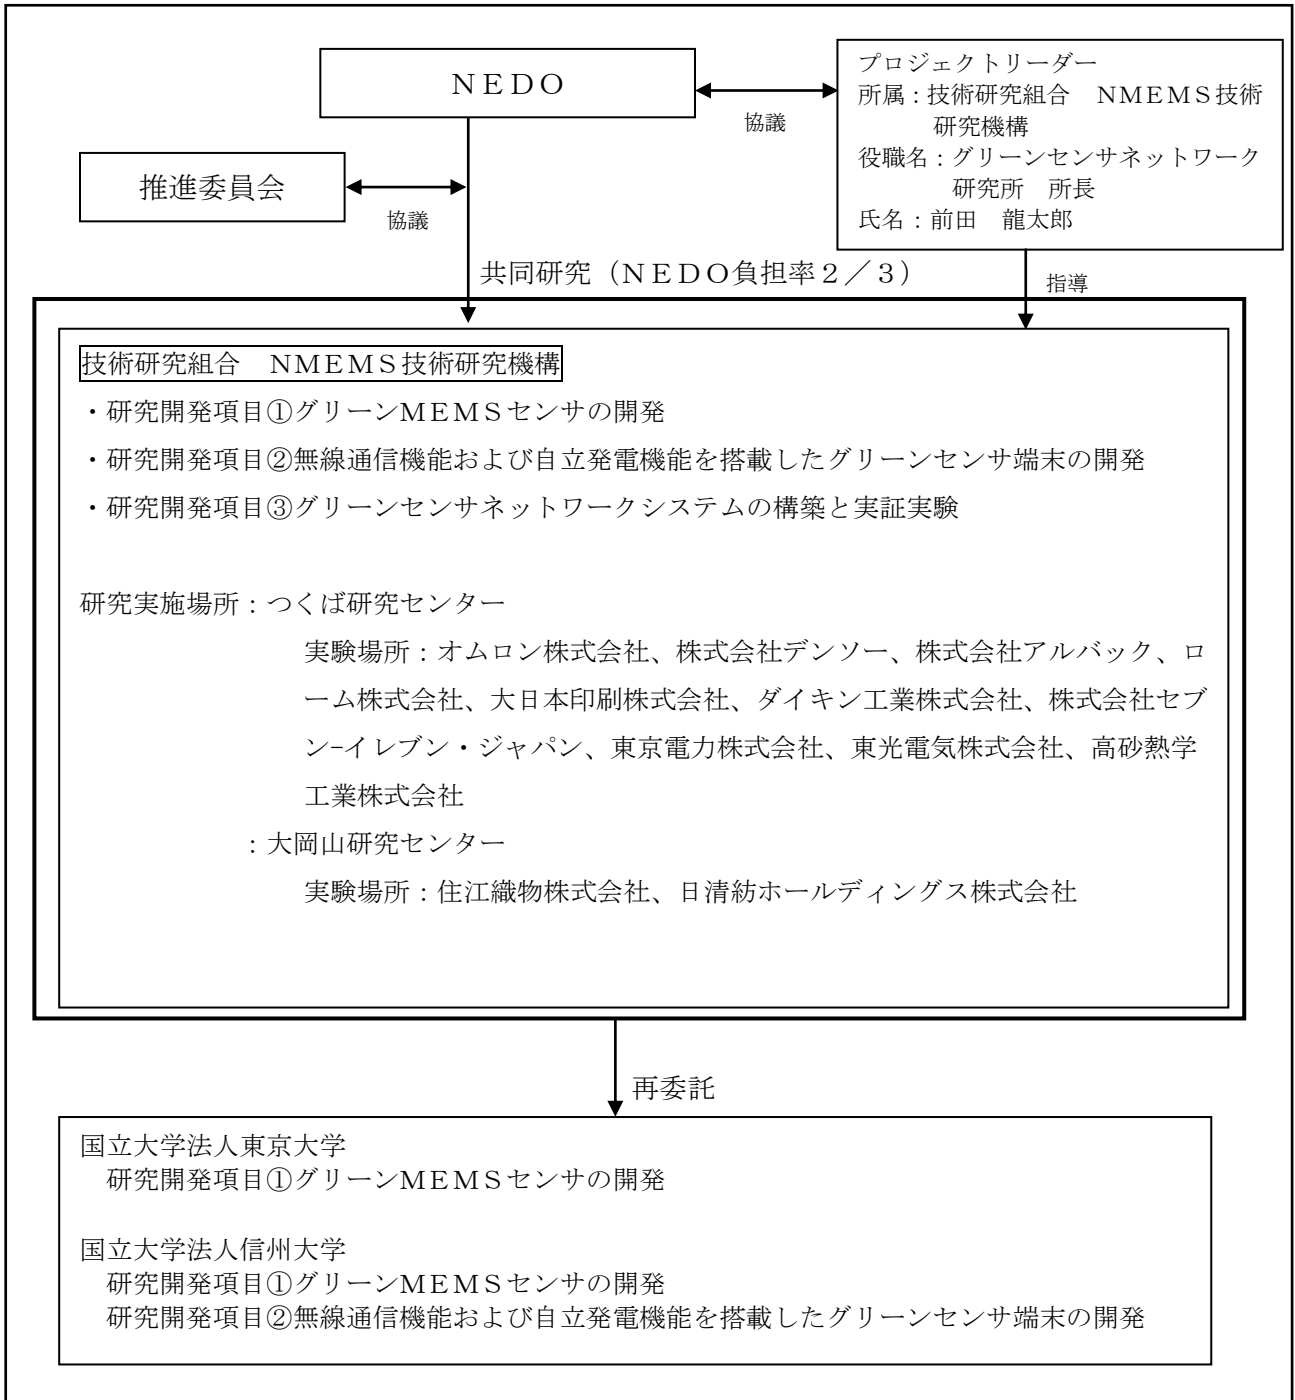 ＮＥＤＯ
協議
プロジェクトリーダー
所属：技術研究組合　ＮＭＥＭＳ技術
研究機構
役職名：グリーンセンサネットワーク
研究所　所長
氏名：前田　龍太郎
推進委員会
協議
共同研究（ＮＥＤＯ負担率２／３）
指導
技術研究組合　ＮＭＥＭＳ技術研究機構
・研究開発項目①グリーンＭＥＭＳセンサの開発
・研究開発項目②無線通信機能および自立発電機能を搭載したグリーンセンサ端末の開発
・研究開発項目③グリーンセンサネットワークシステムの構築と実証実験
研究実施場所：つくば研究センター
実験場所：オムロン株式会社、株式会社デンソー、株式会社アルバック、ロ
ーム株式会社、大日本印刷株式会社、ダイキン工業株式会社、株式会社セブ
ン−イレブン・ジャパン、東京電力株式会社、東光電気株式会社、高砂熱学
工業株式会社
：大岡山研究センター
実験場所：住江織物株式会社、日清紡ホールディングス株式会社
再委託
国立大学法人東京大学
研究開発項目①グリーンＭＥＭＳセンサの開発
国立大学法人信州大学
研究開発項目①グリーンＭＥＭＳセンサの開発
研究開発項目②無線通信機能および自立発電機能を搭載したグリーンセンサ端末の開発